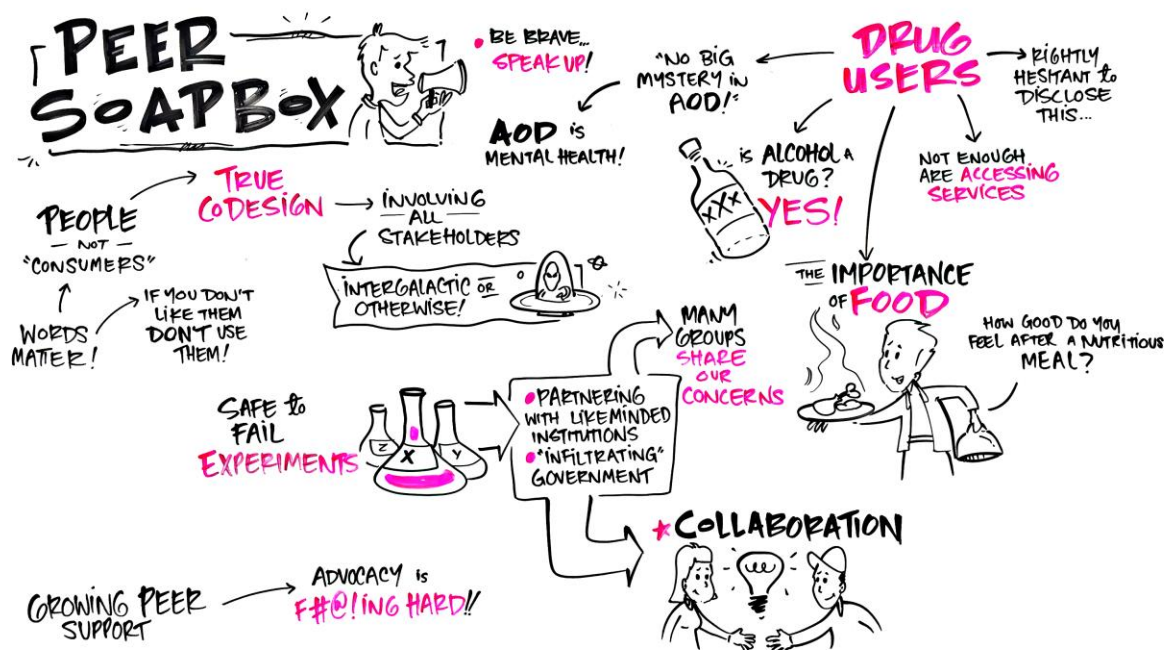 PEER
SOAPBOX
• BE BRAVE...
SPEAK UP!
"NO BIG
MYSTERY IN
AOD!"
AOD is
MENTAL HEALTH!
DRUG
USERS
RIGHTLY
HESITANT to
DISCLOSE
THIS...
NOT ENOUGH
ARE ACCESSING
SERVICES
is ALCOHOL A
DRUG?
YES!
XXX
TRUE
CODESIGN
INVOLVING
ALL
STAKEHOLDERS
INTERGALACTIC OR
OTHERWISE!
PEOPLE
- NOT -
"CONSUMERS"
WORDS
MATTER!
IF YOU DON'T
LIKE THEM
DON'T USE
THEM!
THE IMPORTANCE
OF FOOD
HOW GOOD DO YOU
FEEL AFTER A NUTRITIOUS
MEAL?
MANY
GROUPS
SHARE
OUR
CONCERNS
SAFE to
FAIL
EXPERIMENTS
Z
X
Y
• PARTNERING
WITH LIKEMINDED
INSTITUTIONS
• "INFILTRATING"
GOVERNMENT
* COLLABORATION
GROWING PEER
SUPPORT
ADVOCACY is
F#@!ING HARD!!